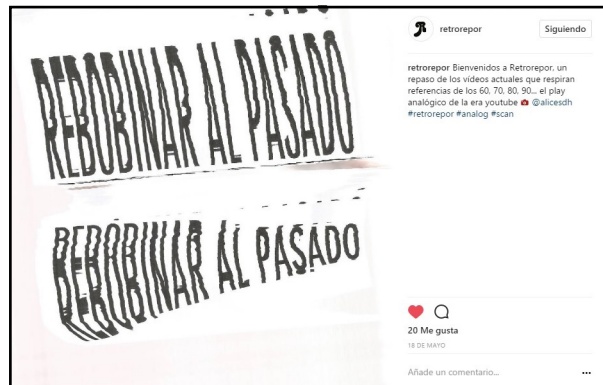 REBOBINAR AL PASADO
REBOBINAR AL PASADO
retrorepor
Siguiendo
retrorepor Bienvenidos a Retrorepor. un
repaso de los vídeos actuales que respiran
referencias de los 60, 70, 80, 90... el play
analógico de la era youtube @alicesdh
#retrorepor #analog #scan
20 Me gusta
18 DE MAYO
Añade un comentario...